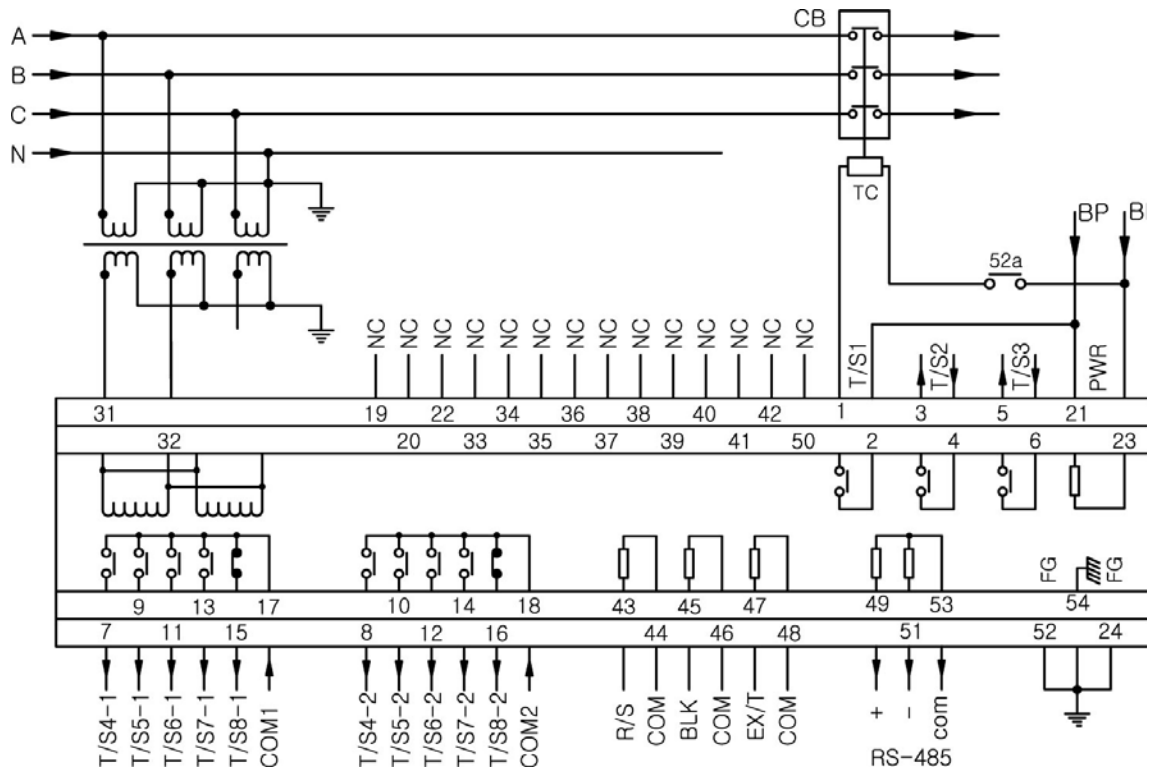 CB
A
B
C
N
TC
BP
B
52a
NC NC NC NC NC NC NC NC NC NC NC NC NC NC
T/S1 T/S2 T/S3 PWR
31 19 22 34 36 38 40 42 1 3 5 21
32 20 33 35 37 39 41 50 2 4 6 23
FG FG
9 13 17 10 14 18 43 45 47 49 53 54
7 11 15 8 12 16 44 46 48 51 52 24
T/S4-1 T/S5-1 T/S6-1 T/S7-1 T/S8-1 COM1 T/S4-2 T/S5-2 T/S6-2 T/S7-2 T/S8-2 COM2 R/S COM BLK COM EX/T COM + - com
RS-485